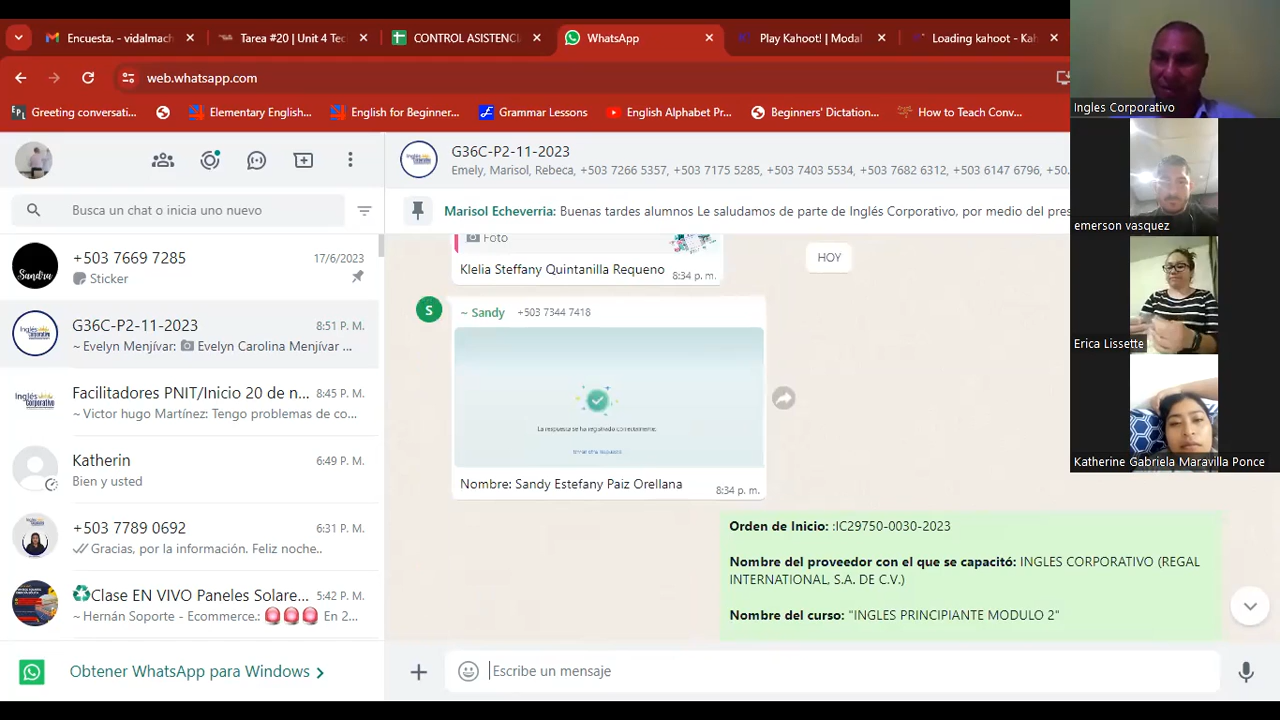 Encuesta. - vidalmach
Tarea #20 | Unit 4 Tec
CONTROL ASISTENCI
WhatsApp
Play Kahoot! | Modal
Loading kahoot - Kah
web.whatsapp.com
Greeting conversati...
Elementary English...
English for Beginner...
Grammar Lessons
English Alphabet Pr...
Beginners' Dictation...
How to Teach Conv...
G36C-P2-11-2023
Emely, Marisol, Rebeca, +503 7266 5357, +503 7175 5285, +503 7403 5534, +503 7682 6312, +503 6147 6796, +50...
Busca un chat o inicia uno nuevo
Marisol Echeverria: Buenas tardes alumnos Le saludamos de parte de Inglés Corporativo, por medio del pres
+503 7669 7285
17/6/2023
Sandra
Sticker
G36C-P2-11-2023
8:51 P. M.
~ Evelyn Menjívar: Evelyn Carolina Menjívar ...
Facilitadores PNIT/Inicio 20 de n...
8:45 P. M.
~ Victor hugo Martínez: Tengo problemas de co...
Katherin
6:49 P. M.
Bien y usted
+503 7789 0692
6:31 P. M.
Gracias, por la información. Feliz noche..
Clase EN VIVO Paneles Solare...
5:42 P. M.
~ Hernán Soporte - Ecommerce.: En 2...
Obtener WhatsApp para Windows
Foto
HOY
Klelia Steffany Quintanilla Requeno
8:34 p. m.
S
~ Sandy +503 7344 7418
La respuesta se ha registrado correctamente.
Nombre: Sandy Estefany Paiz Orellana
8:34 p. m.
Orden de Inicio: :IC29750-0030-2023
Nombre del proveedor con el que se capacitó: INGLES CORPORATIVO (REGAL
INTERNATIONAL, S.A. DE C.V.)
Nombre del curso: "INGLES PRINCIPIANTE MODULO 2"
Escribe un mensaje
Ingles Corporativo
emerson vasquez
Erica Lissette
Katherine Gabriela Maravilla Ponce